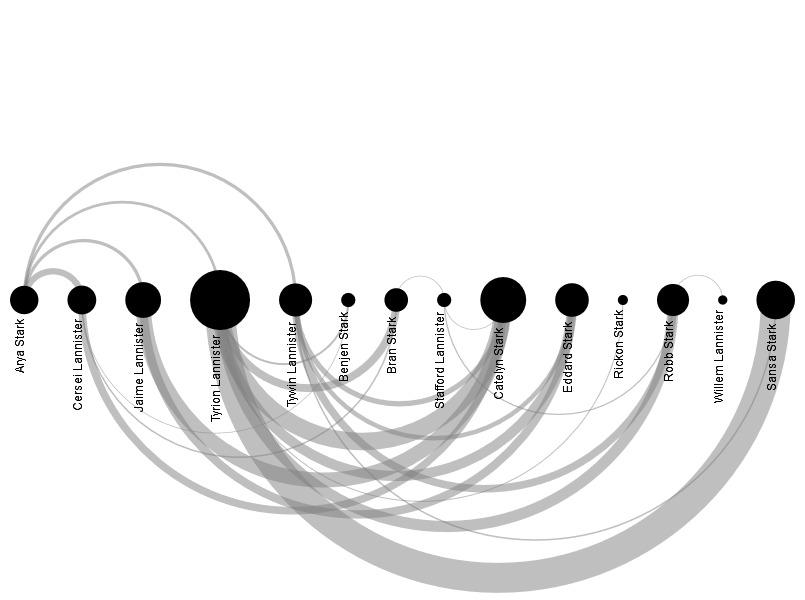 Arya Stark
Cersei Lannister
Jaime Lannister
Tyrion Lannister
Tywin Lannister
Benjen Stark
Bran Stark
Stafford Lannister
Catelyn Stark
Eddard Stark
Rickon Stark
Robb Stark
Willem Lannister
Sansa Stark